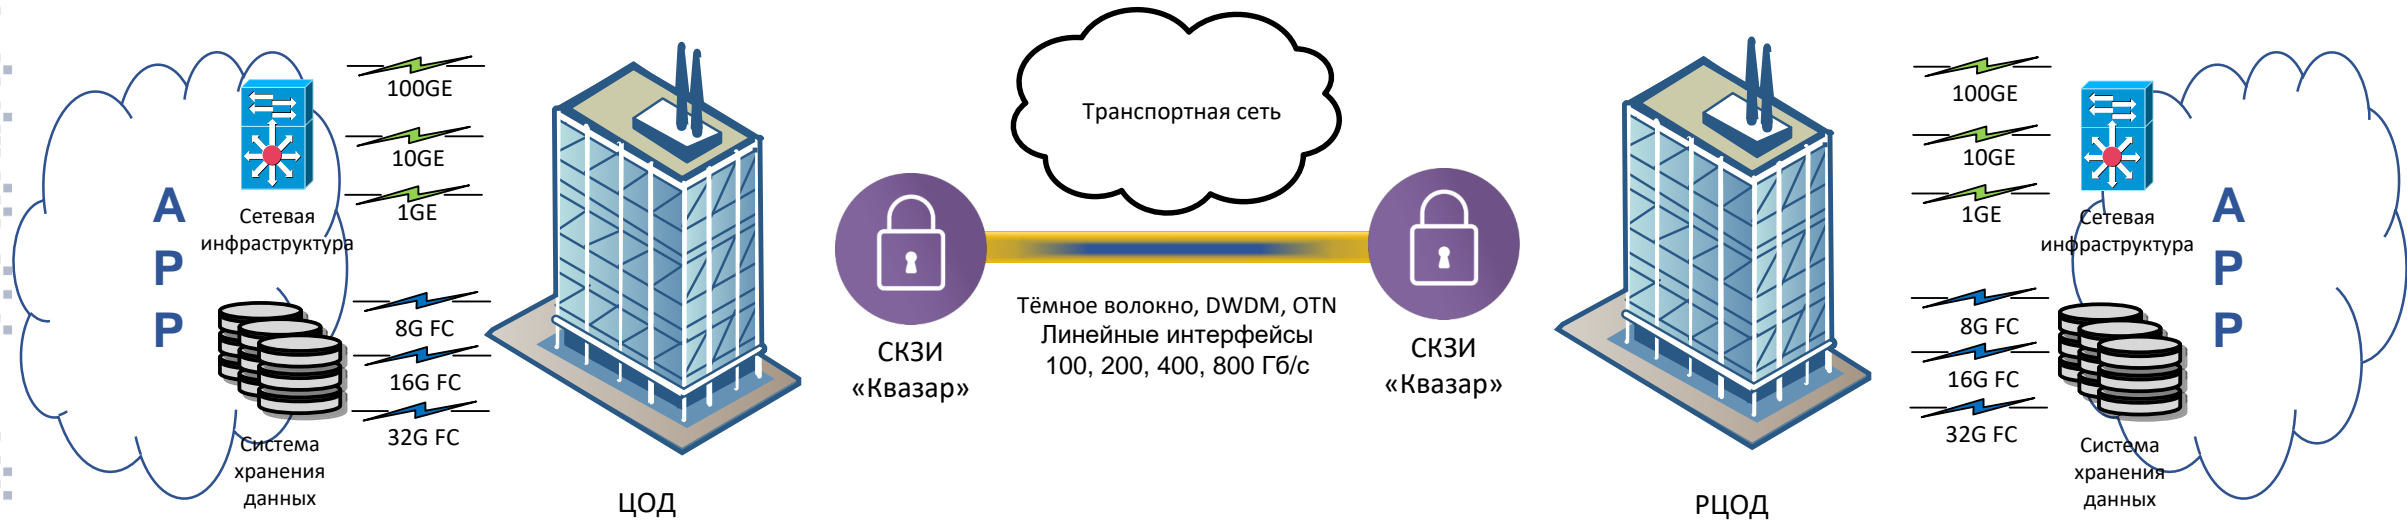 100GE
10GE
1GE
Сетевая
инфраструктура
А
Р
Р
8G FC
16G FC
32G FC
Система
хранения
данных
ЦОД
Транспортная сеть
СКЗИ
«Квазар»
Тёмное волокно, DWDM, OTN
Линейные интерфейсы
100, 200, 400, 800 Гб/с
СКЗИ
«Квазар»
РЦОД
100GE
10GE
1GE
Сетевая
инфраструктура
А
Р
Р
8G FC
16G FC
32G FC
Система
хранения
данных